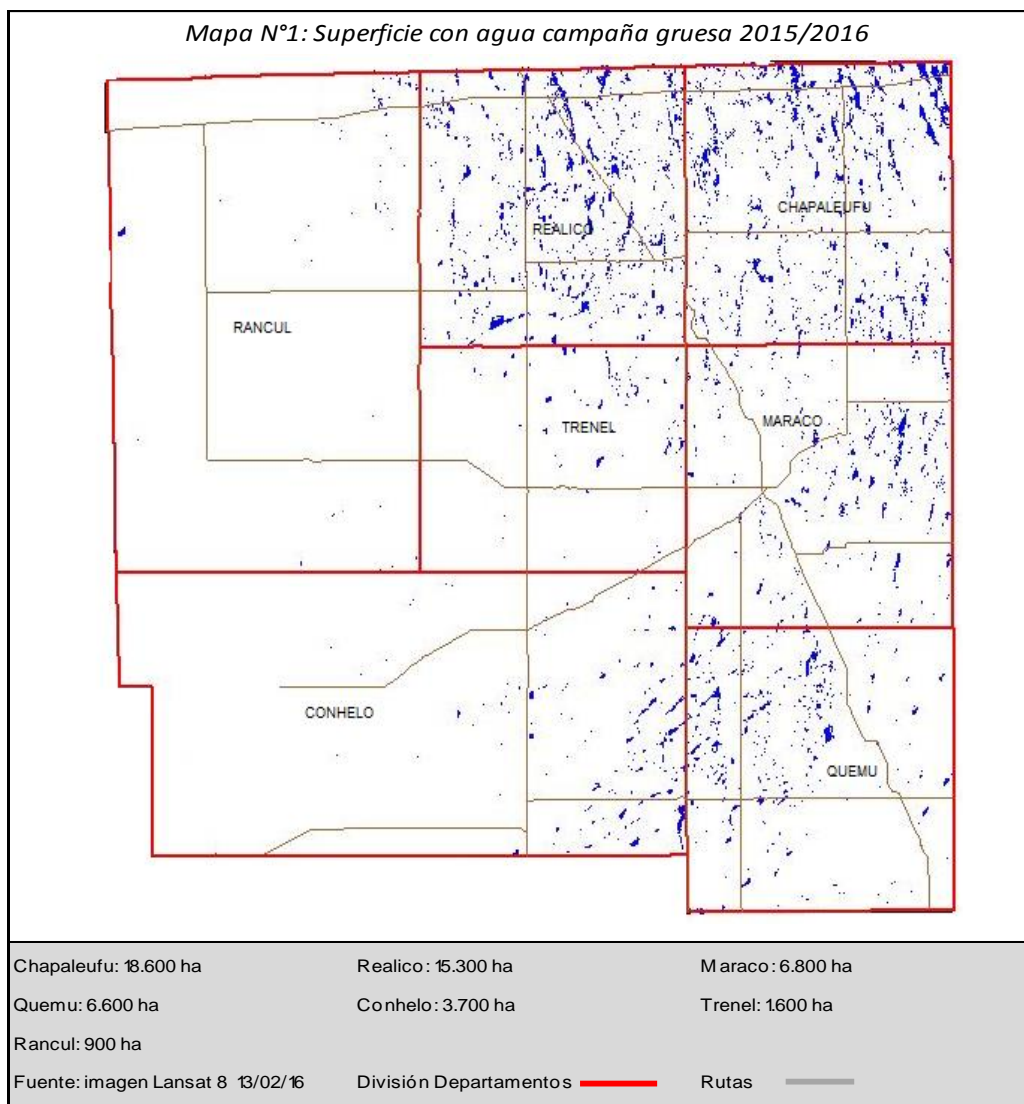 Mapa N°1: Superficie con agua campaña gruesa 2015/2016
CHAPALEUFU
REALICO
RANCUL
TRENEL
MARACO
CONHELO
QUEMU
Chapaleufu: 18.600 ha
Realico: 15.300 ha
Maraco: 6.800 ha
Quemu: 6.600 ha
Conhelo: 3.700 ha
Trenel: 1.600 ha
Rancul: 900 ha
Fuente: imagen Lansat 8 13/02/16
División Departamentos
Rutas